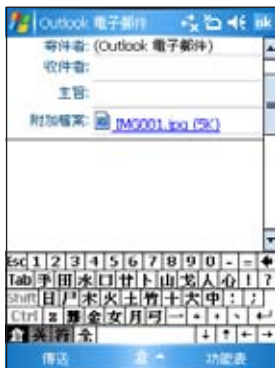 Outlook 電子郵件 ok
寄件者: (Outlook 電子郵件)
收件者:
主旨:
附加檔案: IMG001.jpg (5K)
Esc 1 2 3 4 5 6 7 8 9 0 - = ←
Tab 手 田 水 口 廿 卜 山 戈 人 心 ! ?
Shift 日 尸 木 火 土 竹 十 大 中 : ;
Ctrl z 難 金 女 月 弓 一
英 符 全 ↓ ↑ ← →
傳送 功能表